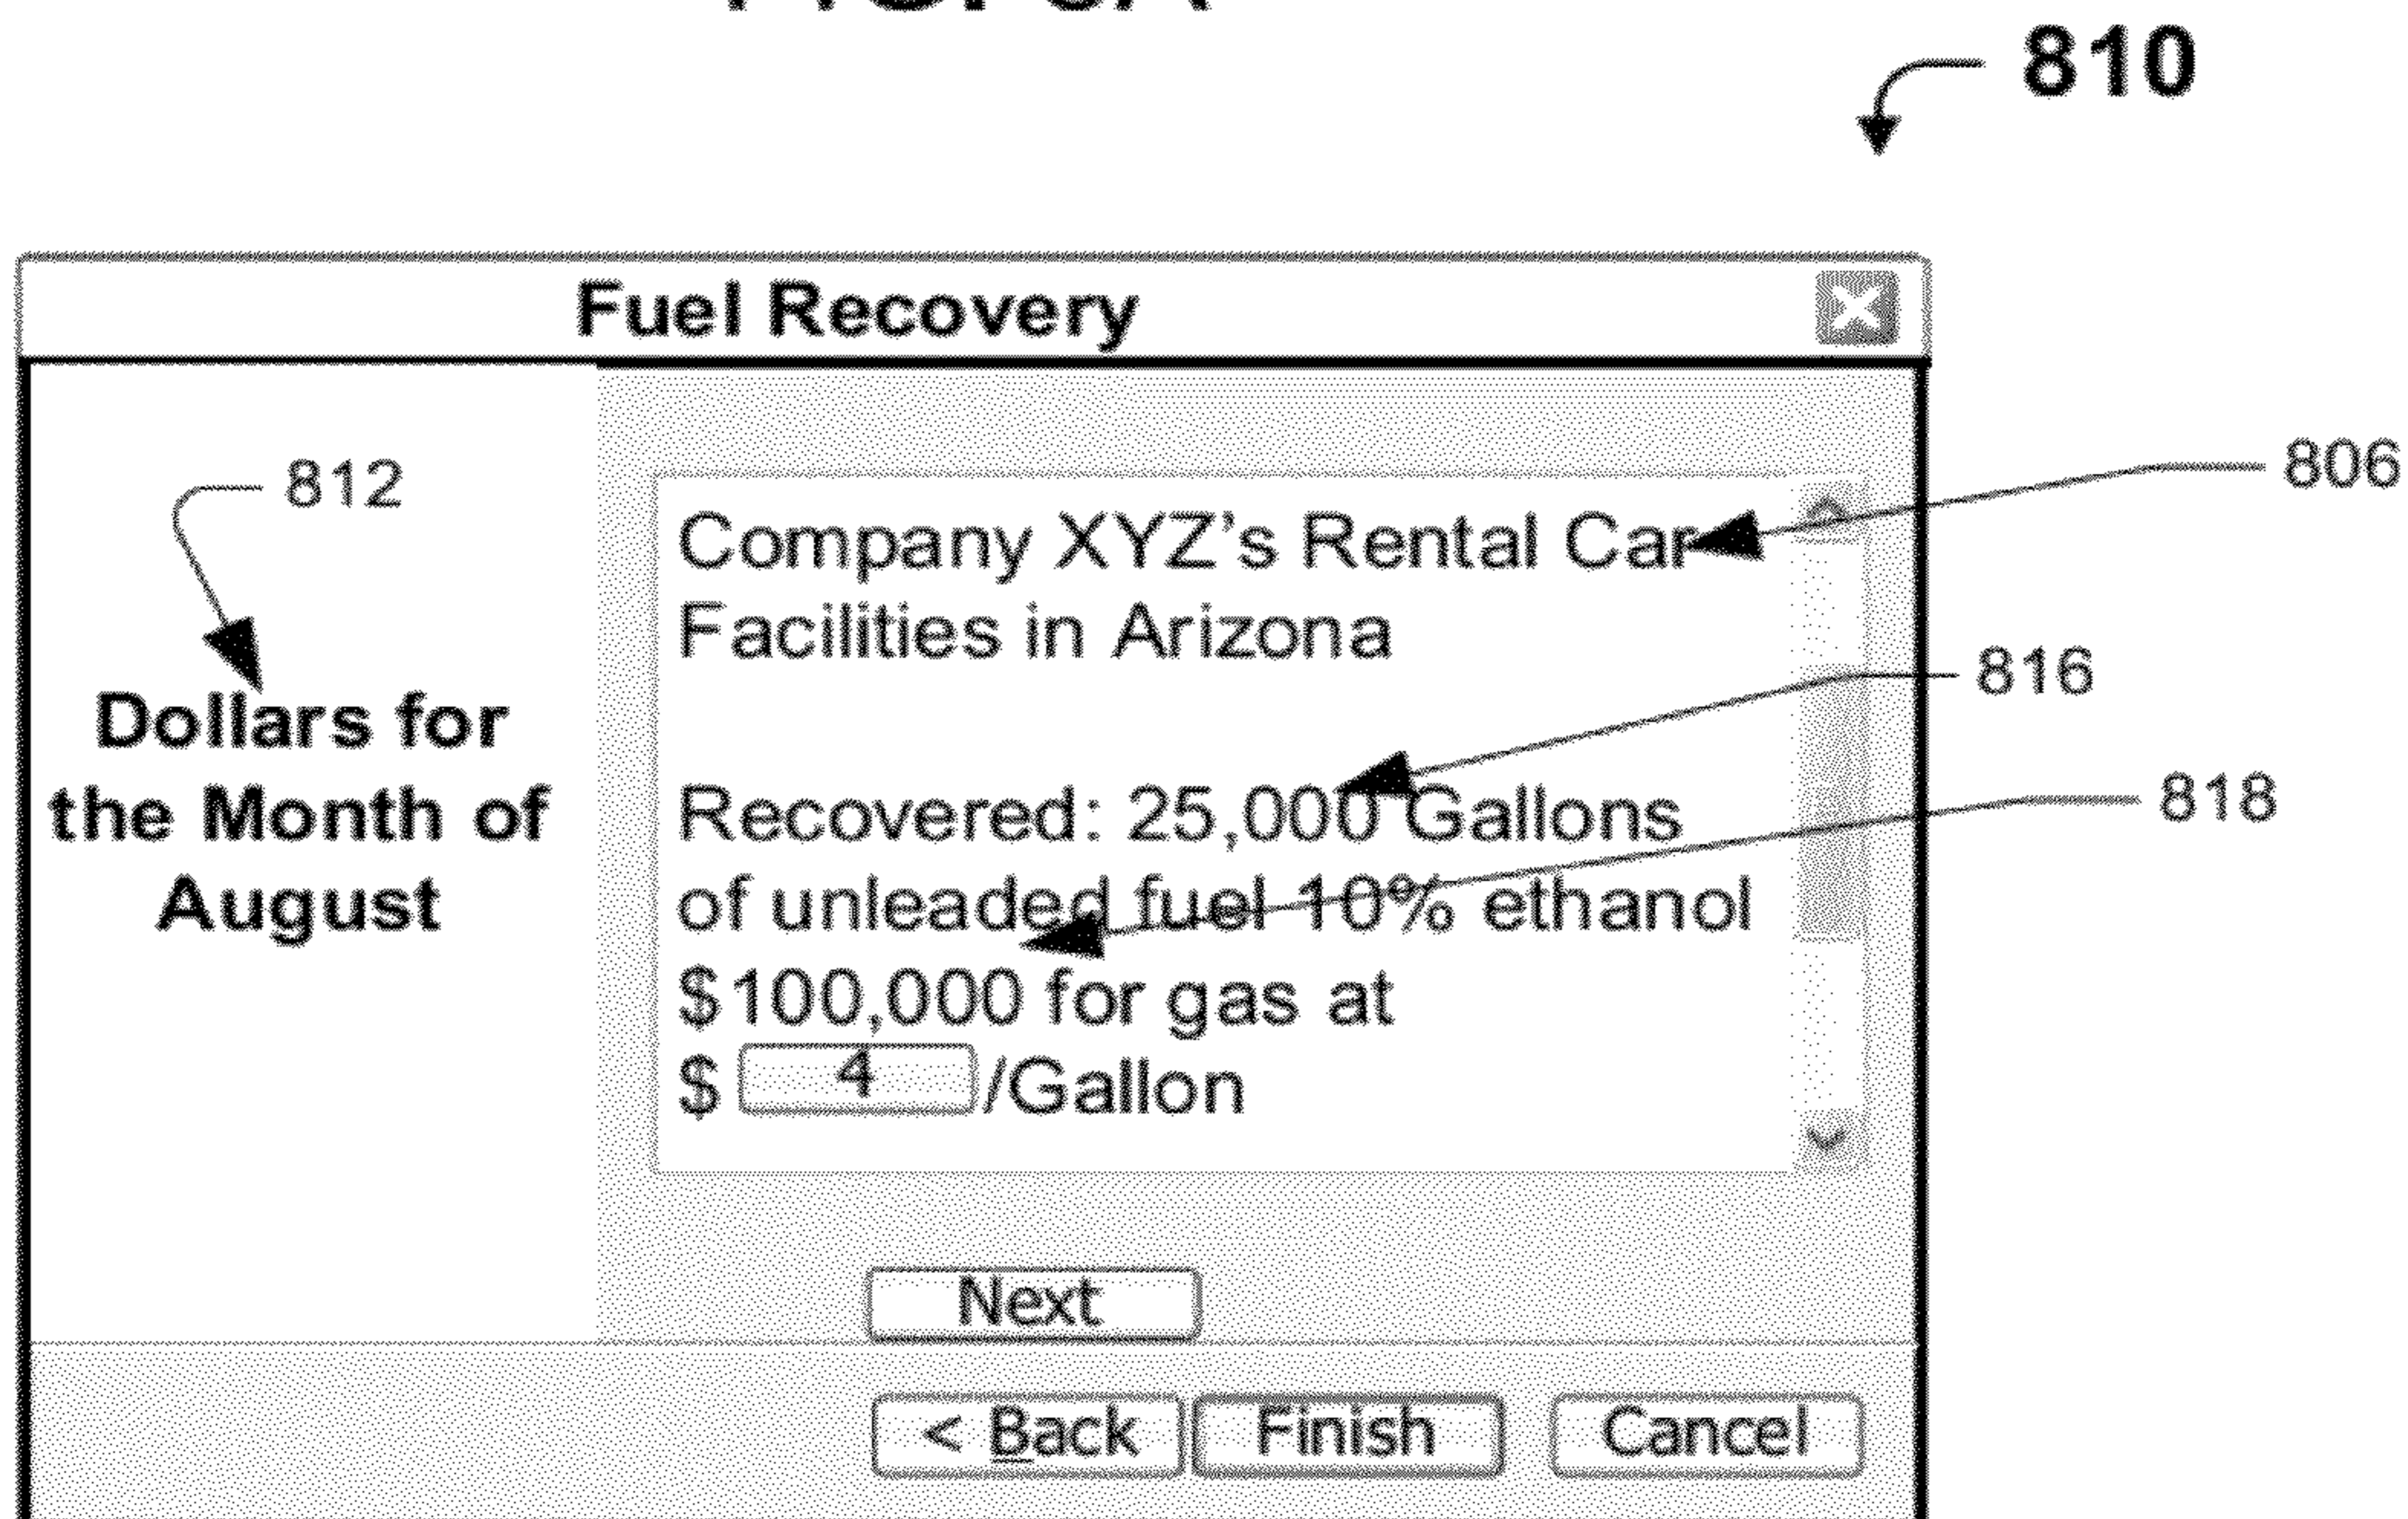 810
Fuel Recovery
812
806
Company XYZ's Rental Car
Facilities in Arizona
816
Dollars for
the Month of
August
818
Recovered: 25,000 Gallons
of unleaded fuel 10% ethanol
$100,000 for gas at
$ 4 /Gallon
Next
< Back
Finish
Cancel